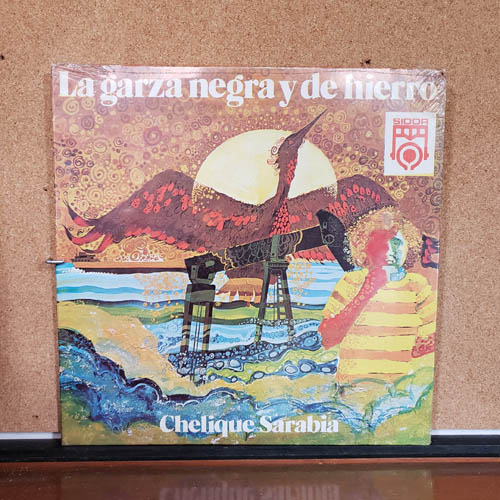 La garza negra y de hierro
SIDOR
Chelique Sarabia